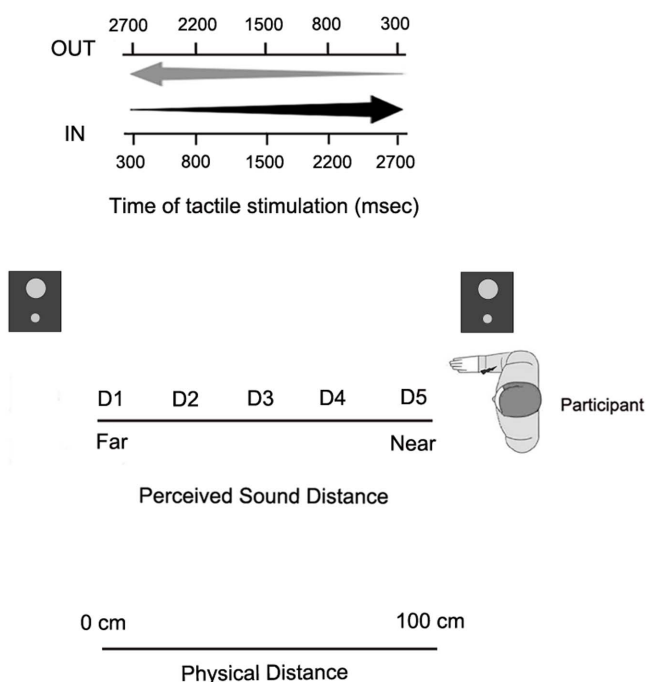 2700 2200 1500 800 300
OUT
IN
300 800 1500 2200 2700
Time of tactile stimulation (msec)
D1 D2 D3 D4 D5
Participant
Far Near
Perceived Sound Distance
0 cm 100 cm
Physical Distance